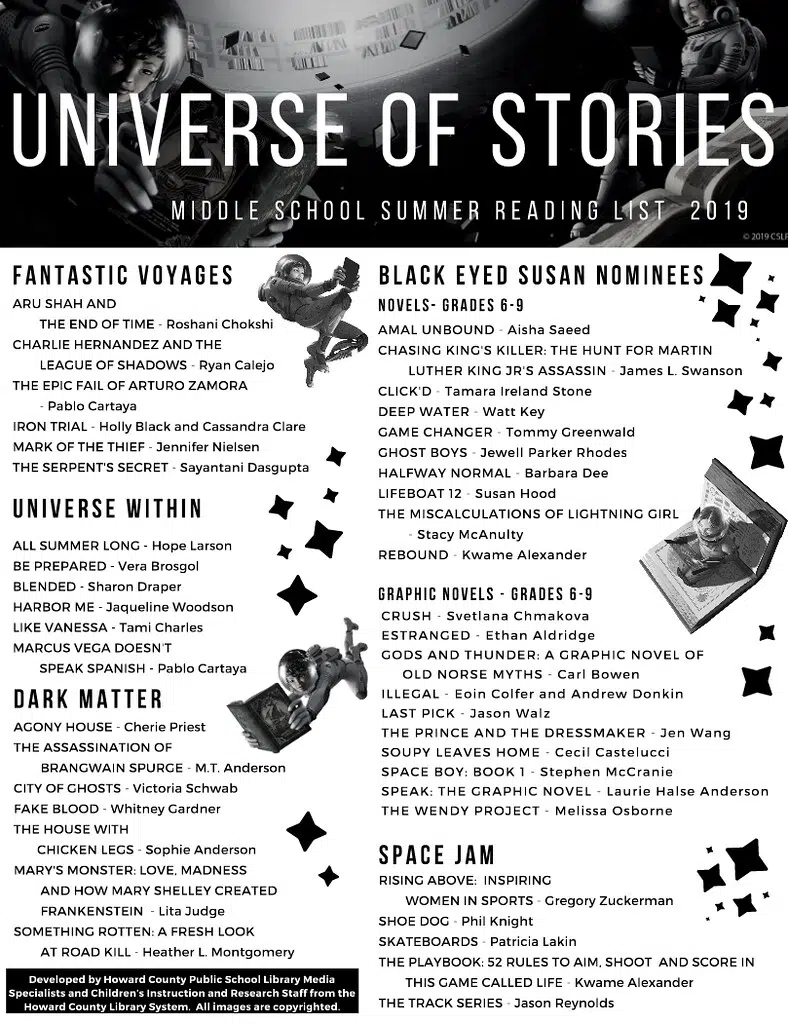 UNIVERSE OF STORIES
MIDDLE SCHOOL SUMMER READING LIST 2019
© 2019 CSLP
FANTASTIC VOYAGES
ARU SHAH AND
THE END OF TIME - Roshani Chokshi
CHARLIE HERNANDEZ AND THE
LEAGUE OF SHADOWS - Ryan Calejo
THE EPIC FAIL OF ARTURO ZAMORA
- Pablo Cartaya
IRON TRIAL - Holly Black and Cassandra Clare
MARK OF THE THIEF - Jennifer Nielsen
THE SERPENT'S SECRET - Sayantani Dasgupta
UNIVERSE WITHIN
ALL SUMMER LONG - Hope Larson
BE PREPARED - Vera Brosgol
BLENDED - Sharon Draper
HARBOR ME - Jaqueline Woodson
LIKE VANESSA - Tami Charles
MARCUS VEGA DOESN'T
SPEAK SPANISH - Pablo Cartaya
DARK MATTER
AGONY HOUSE - Cherie Priest
THE ASSASSINATION OF
BRANGWAIN SPURGE - M.T. Anderson
CITY OF GHOSTS - Victoria Schwab
FAKE BLOOD - Whitney Gardner
THE HOUSE WITH
CHICKEN LEGS - Sophie Anderson
MARY'S MONSTER: LOVE, MADNESS
AND HOW MARY SHELLEY CREATED
FRANKENSTEIN - Lita Judge
SOMETHING ROTTEN: A FRESH LOOK
AT ROAD KILL - Heather L. Montgomery
Developed by Howard County Public School Library Media
Specialists and Children's Instruction and Research Staff from the
Howard County Library System. All images are copyrighted.
BLACK EYED SUSAN NOMINEES
NOVELS- GRADES 6-9
AMAL UNBOUND - Aisha Saeed
CHASING KING'S KILLER: THE HUNT FOR MARTIN
LUTHER KING JR'S ASSASSIN - James L. Swanson
CLICK'D - Tamara Ireland Stone
DEEP WATER - Watt Key
GAME CHANGER - Tommy Greenwald
GHOST BOYS - Jewell Parker Rhodes
HALFWAY NORMAL - Barbara Dee
LIFEBOAT 12 - Susan Hood
THE MISCALCULATIONS OF LIGHTNING GIRL
- Stacy McAnulty
REBOUND - Kwame Alexander
GRAPHIC NOVELS - GRADES 6-9
CRUSH - Svetlana Chmakova
ESTRANGED - Ethan Aldridge
GODS AND THUNDER: A GRAPHIC NOVEL OF
OLD NORSE MYTHS - Carl Bowen
ILLEGAL - Eoin Colfer and Andrew Donkin
LAST PICK - Jason Walz
THE PRINCE AND THE DRESSMAKER - Jen Wang
SOUPY LEAVES HOME - Cecil Castelucci
SPACE BOY: BOOK 1 - Stephen McCranie
SPEAK: THE GRAPHIC NOVEL - Laurie Halse Anderson
THE WENDY PROJECT - Melissa Osborne
SPACE JAM
RISING ABOVE: INSPIRING
WOMEN IN SPORTS - Gregory Zuckerman
SHOE DOG - Phil Knight
SKATEBOARDS - Patricia Lakin
THE PLAYBOOK: 52 RULES TO AIM, SHOOT AND SCORE IN
THIS GAME CALLED LIFE - Kwame Alexander
THE TRACK SERIES - Jason Reynolds